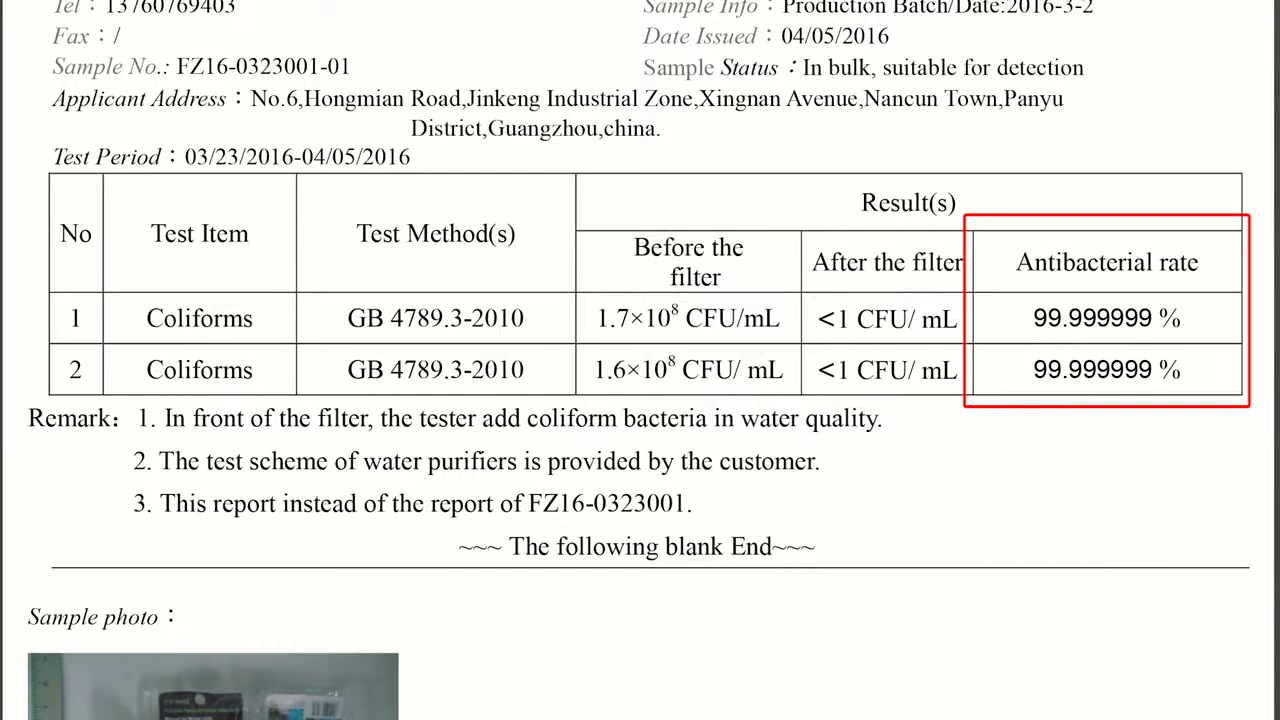 Tel：13760769403
Sample Info：Production Batch/Date:2016-3-2
Fax：/
Date Issued：04/05/2016
Sample No.: FZ16-0323001-01
Sample Status：In bulk, suitable for detection
Applicant Address：No.6,Hongmian Road,Jinkeng Industrial Zone,Xingnan Avenue,Nancun Town,Panyu
District,Guangzhou,china.
Test Period：03/23/2016-04/05/2016
No Test Item Test Method(s) Result(s)
Before the filter After the filter Antibacterial rate
1 Coliforms GB 4789.3-2010 1.7×10⁸ CFU/mL <1 CFU/ mL 99.999999 %
2 Coliforms GB 4789.3-2010 1.6×10⁸ CFU/ mL <1 CFU/ mL 99.999999 %
Remark：1. In front of the filter, the tester add coliform bacteria in water quality.
2. The test scheme of water purifiers is provided by the customer.
3. This report instead of the report of FZ16-0323001.
~~~ The following blank End~~~
Sample photo：